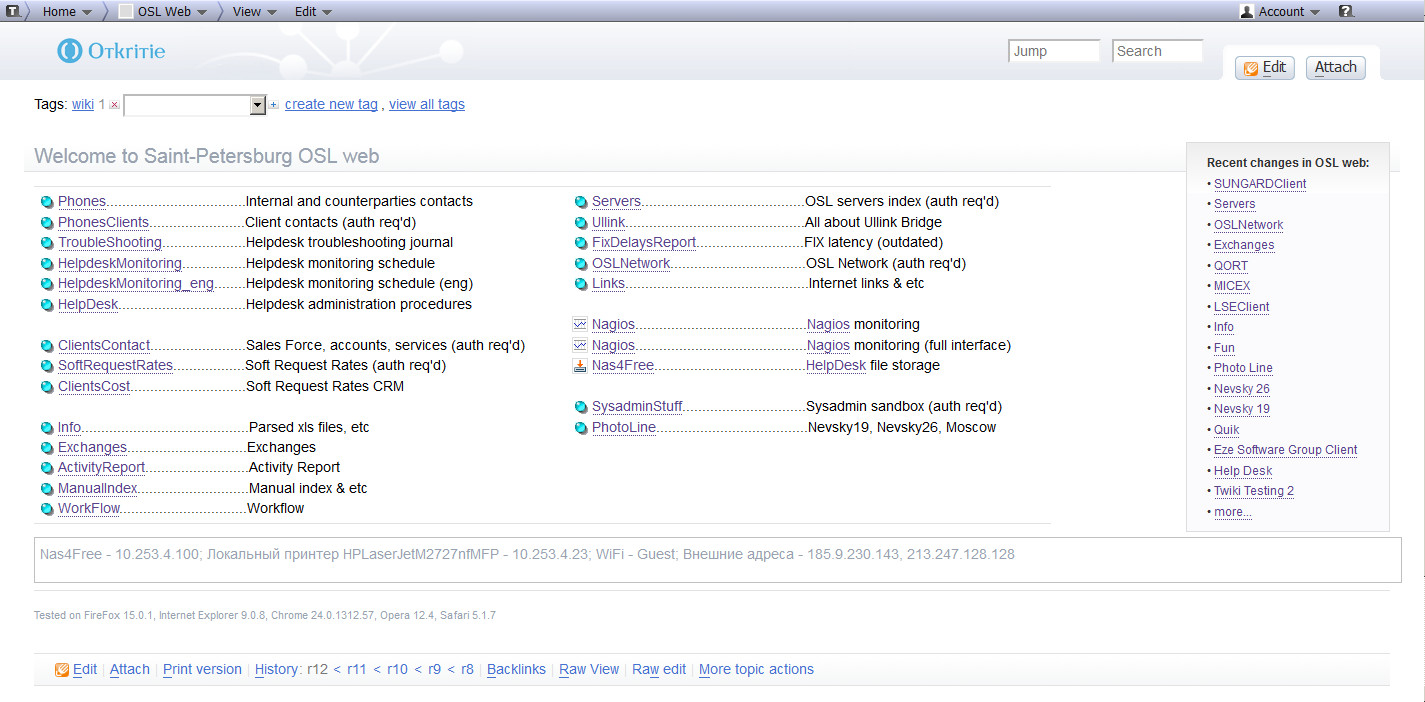 T Home OSL Web View Edit Account ?
Oткritie Jump Search Edit Attach
Tags: wiki 1 create new tag , view all tags
Welcome to Saint-Petersburg OSL web
Phones..............................Internal and counterparties contacts
PhonesClients..............................Client contacts (auth req'd)
TroubleShooting..............................Helpdesk troubleshooting journal
HelpdeskMonitoring..............................Helpdesk monitoring schedule
HelpdeskMonitoring_eng........Helpdesk monitoring schedule (eng)
HelpDesk..............................Helpdesk administration procedures
ClientsContact..............................Sales Force, accounts, services (auth req'd)
SoftRequestRates..............................Soft Request Rates (auth req'd)
ClientsCost..............................Soft Request Rates CRM
Info..............................Parsed xls files, etc
Exchanges..............................Exchanges
ActivityReport..............................Activity Report
ManualIndex..............................Manual index & etc
WorkFlow..............................Workflow
Servers..............................OSL servers index (auth req'd)
Ullink..............................All about Ullink Bridge
FixDelaysReport..............................FIX latency (outdated)
OSLNetwork..............................OSL Network (auth req'd)
Links..............................Internet links & etc
Nagios..............................Nagios monitoring
Nagios..............................Nagios monitoring (full interface)
Nas4Free..............................HelpDesk file storage
SysadminStuff..............................Sysadmin sandbox (auth req'd)
PhotoLine..............................Nevsky19, Nevsky26, Moscow
Recent changes in OSL web:
• SUNGARDClient
• Servers
• OSLNetwork
• Exchanges
• QORT
• MICEX
• LSEClient
• Info
• Fun
• Photo Line
• Nevsky 26
• Nevsky 19
• Quik
• Eze Software Group Client
• Help Desk
• Twiki Testing 2
• more...
Nas4Free - 10.253.4.100; Локальный принтер HPLaserJetM2727nfMFP - 10.253.4.23; WiFi - Guest; Внешние адреса - 185.9.230.143, 213.247.128.128
Tested on FireFox 15.0.1, Internet Explorer 9.0.8, Chrome 24.0.1312.57, Opera 12.4, Safari 5.1.7
Edit | Attach | Print version | History: r12 < r11 < r10 < r9 < r8 | Backlinks | Raw View | Raw edit | More topic actions